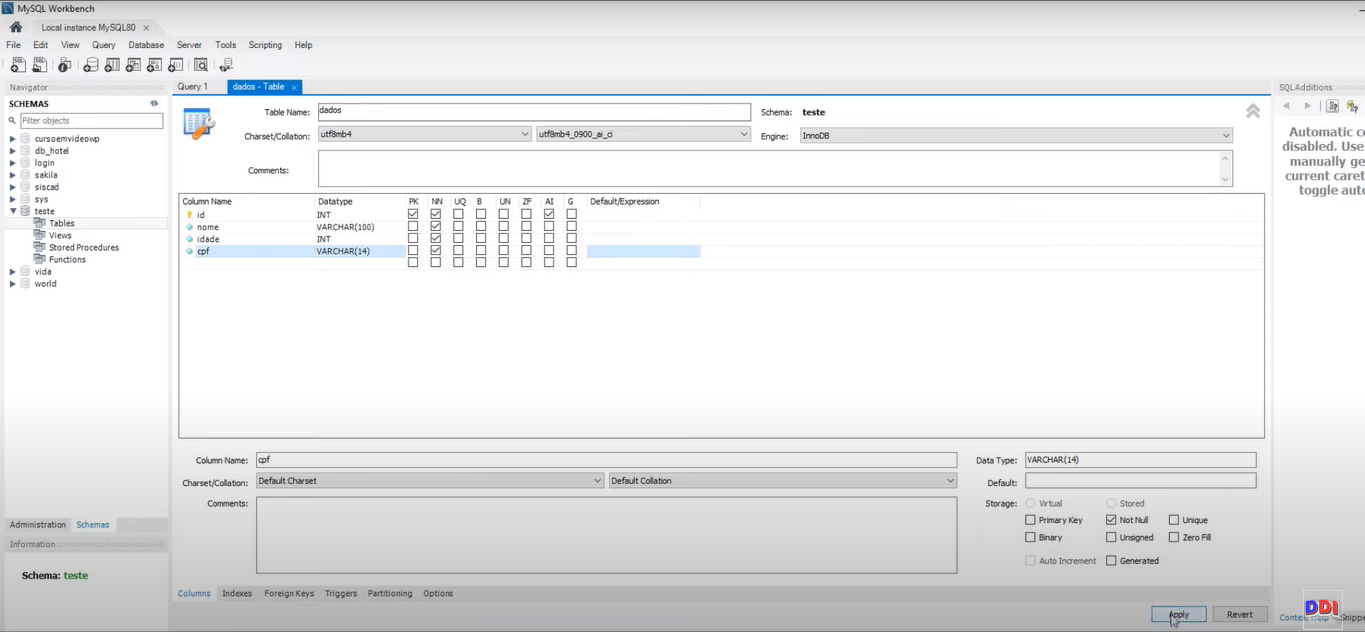 MySQL Workbench
Local instance MySQL80
File Edit View Query Database Server Tools Scripting Help
Navigator
SCHEMAS
Filter objects
cursoemvideowp
db_hotel
login
sakila
siscad
sys
teste
Tables
Views
Stored Procedures
Functions
vida
world
Administration Schemas
Information
Schema: teste
Query 1 dados - Table
Table Name: dados Schema: teste
Charset/Collation: utf8mb4 utf8mb4_0900_ai_ci Engine: InnoDB
Comments:
Column Name Datatype PK NN UQ B UN ZF AI G Default/Expression
id INT
nome VARCHAR(100)
idade INT
cpf VARCHAR(14)
Column Name: cpf Data Type: VARCHAR(14)
Charset/Collation: Default Charset Default Collation Default:
Comments: Storage: Virtual Stored
Primary Key Not Null Unique
Binary Unsigned Zero Fill
Auto Increment Generated
Columns Indexes Foreign Keys Triggers Partitioning Options
Apply Revert
SQLAdditions
Automatic co
disabled. Use
manually ge
current caret
toggle auto
DDI
Help Snippe